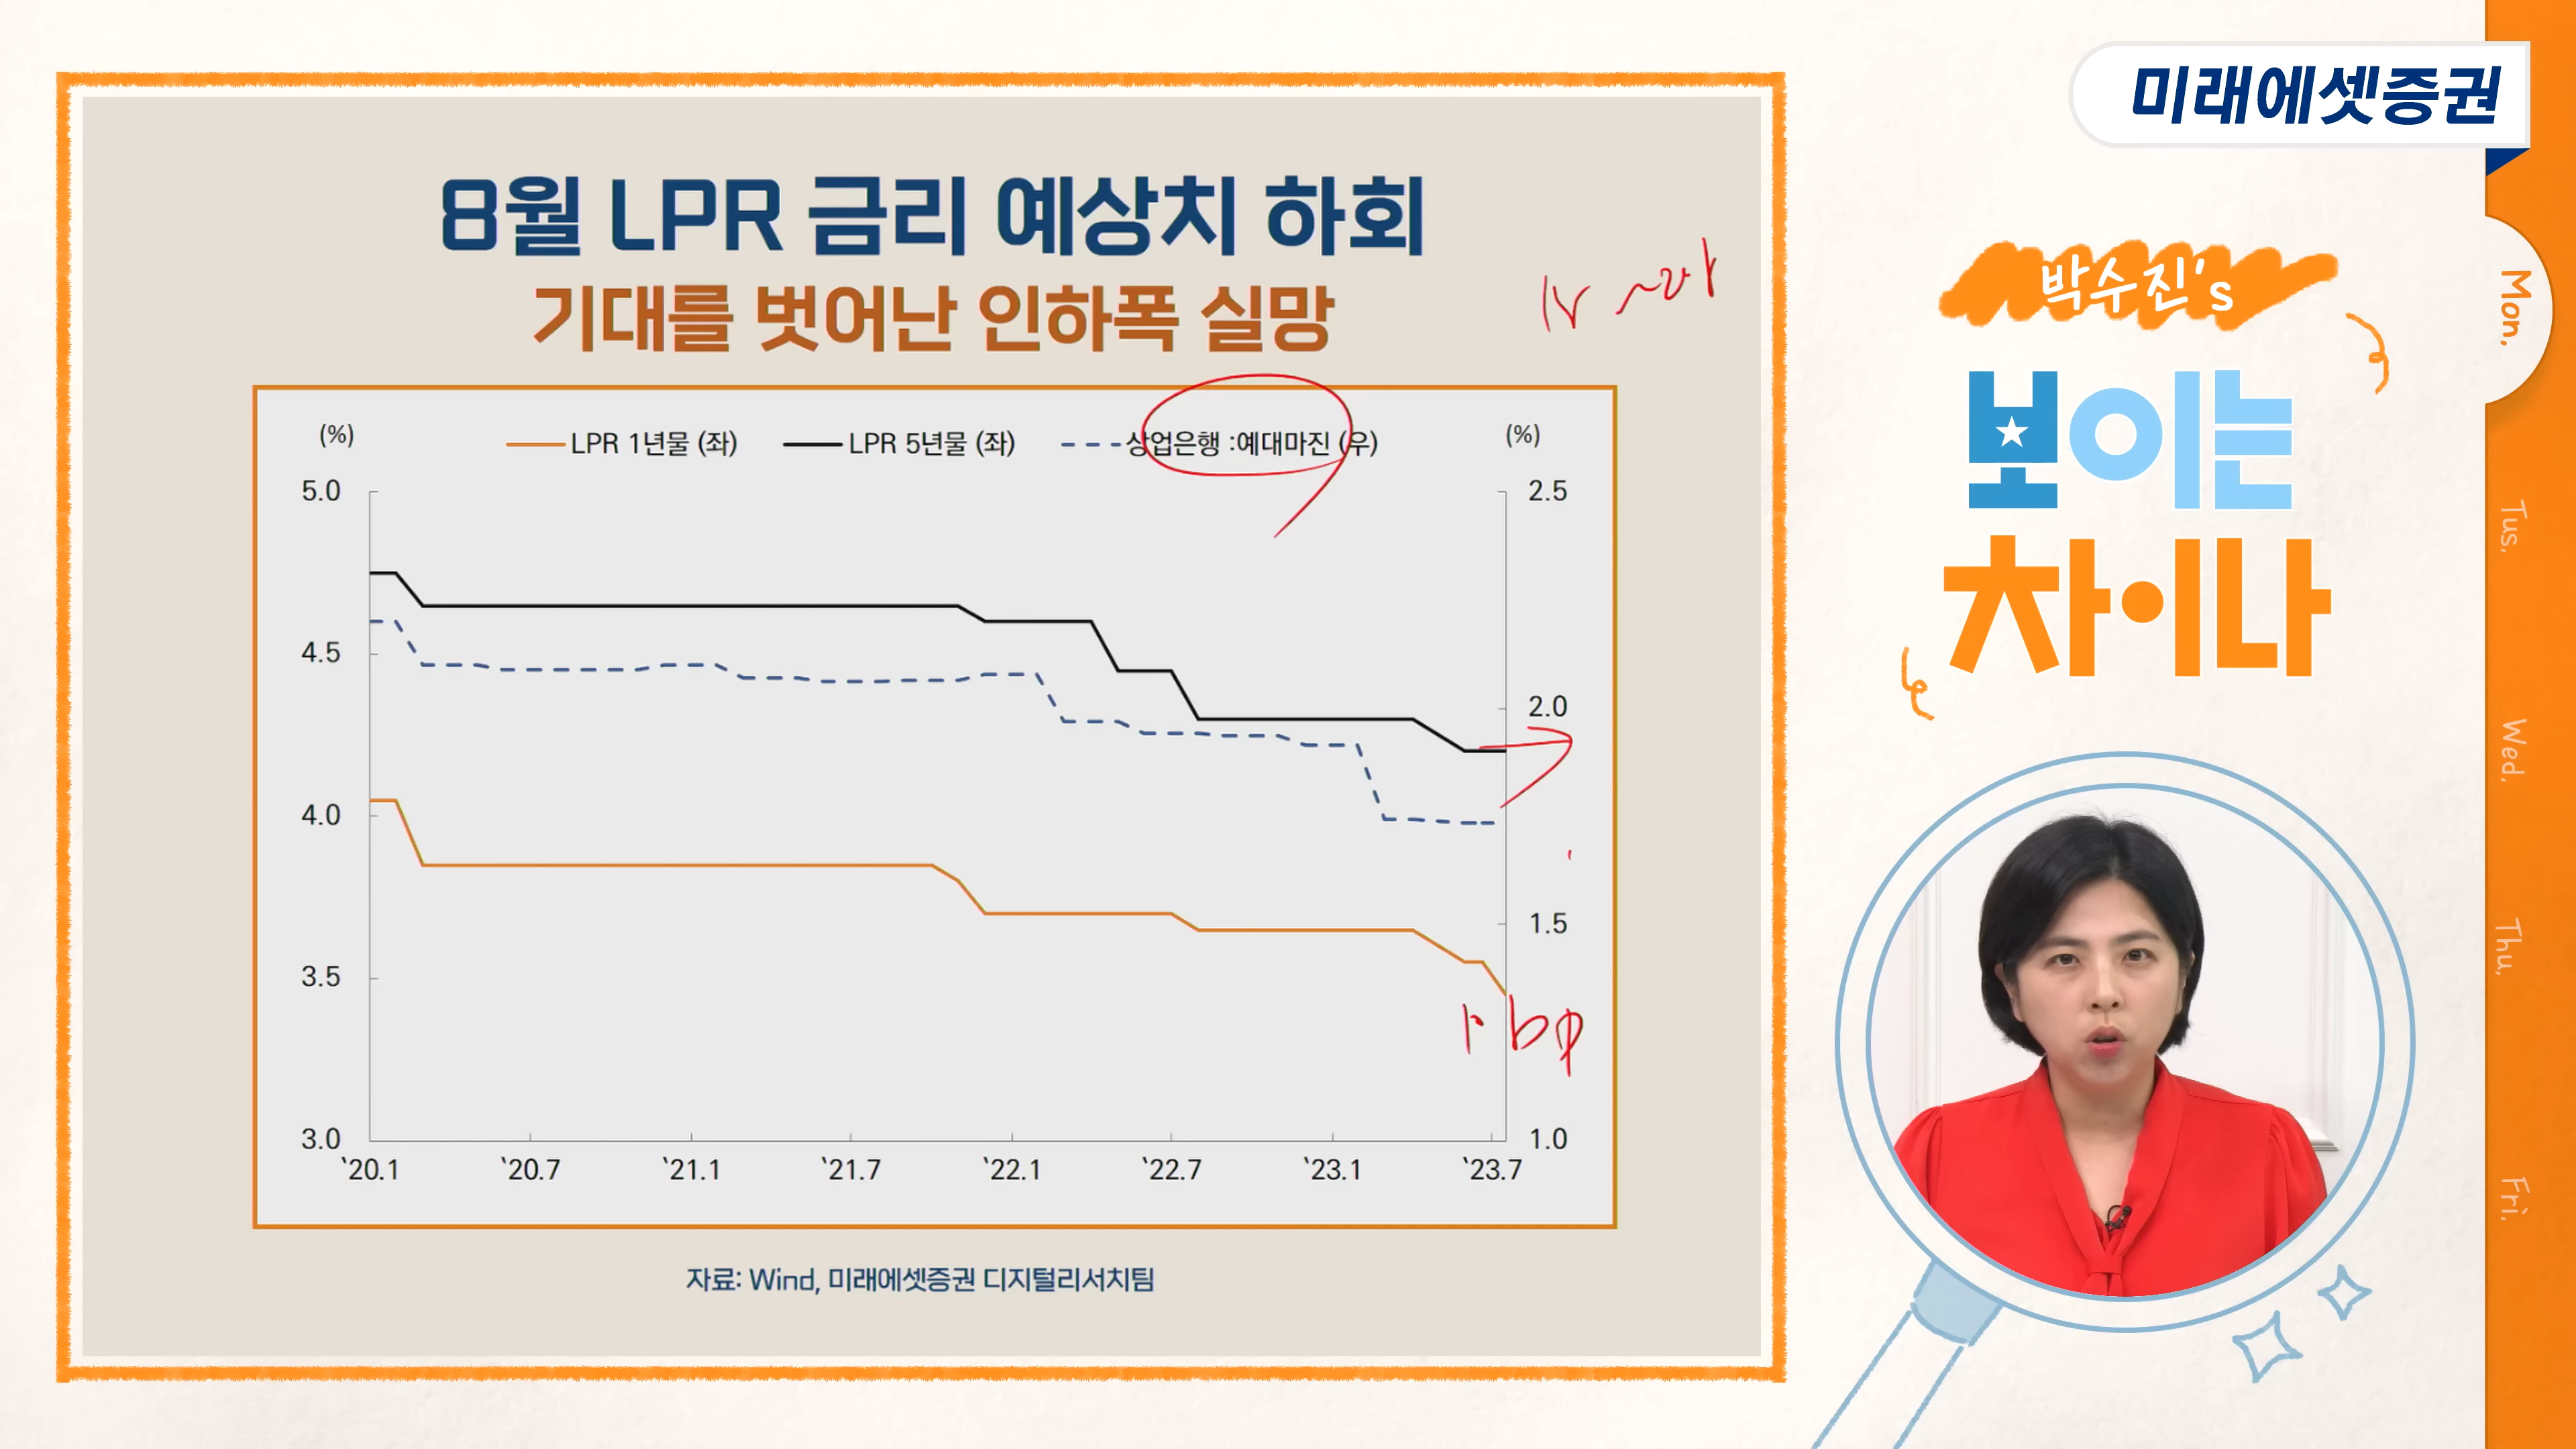 미래에셋증권
8월 LPR 금리 예상치 하회
기대를 벗어난 인하폭 실망
(%)
LPR 1년물 (좌)
LPR 5년물 (좌)
상업은행 :예대마진 (우)
(%)
5.0
4.5
4.0
3.5
3.0
2.5
2.0
1.5
1.0
bp
`20.1
`20.7
`21.1
`21.7
`22.1
`22.7
`23.1
`23.7
자료: Wind, 미래에셋증권 디지털리서치팀
박수진's
보이는
차이나
Mon.
Tus.
Wed.
Thu.
Fri.